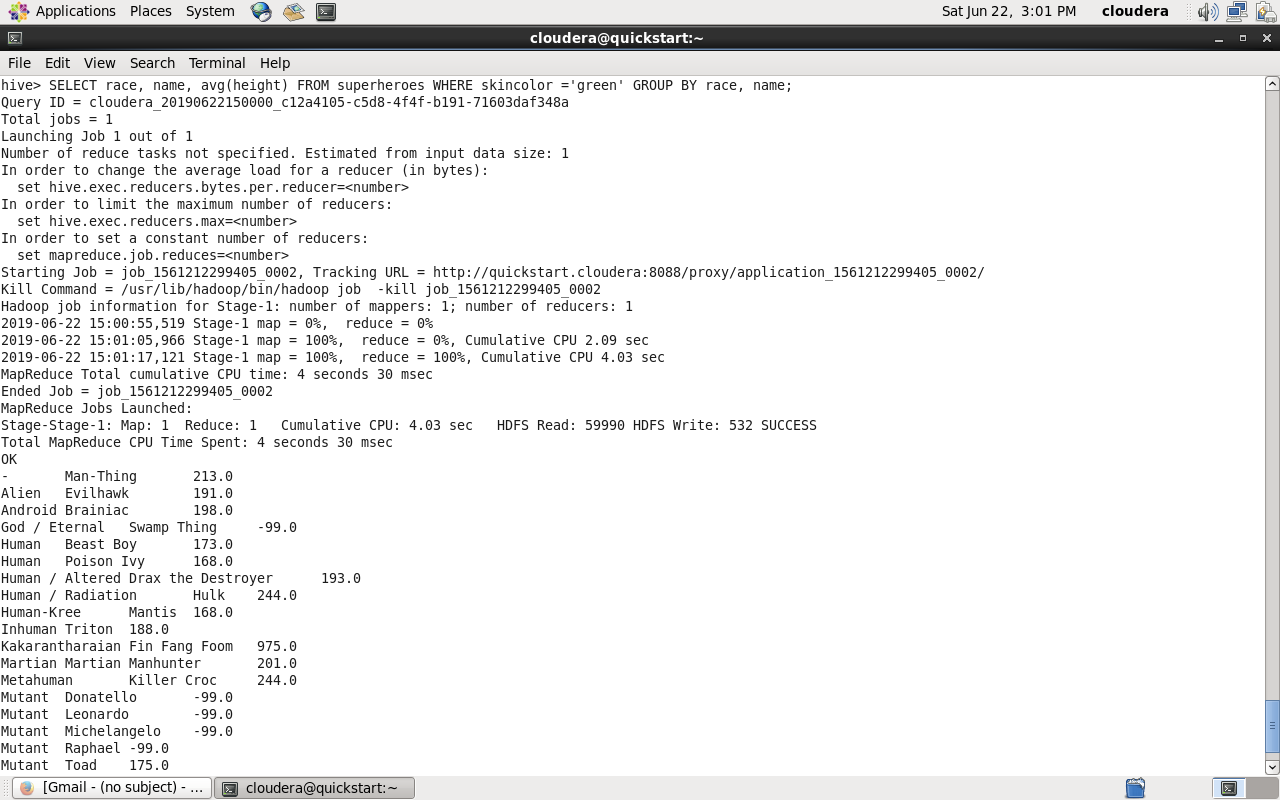 Applications Places System Sat Jun 22, 3:01 PM cloudera
cloudera@quickstart:~
File Edit View Search Terminal Help
hive> SELECT race, name, avg(height) FROM superheroes WHERE skincolor ='green' GROUP BY race, name;
Query ID = cloudera_20190622150000_c12a4105-c5d8-4f4f-b191-71603daf348a
Total jobs = 1
Launching Job 1 out of 1
Number of reduce tasks not specified. Estimated from input data size: 1
In order to change the average load for a reducer (in bytes):
  set hive.exec.reducers.bytes.per.reducer=<number>
In order to limit the maximum number of reducers:
  set hive.exec.reducers.max=<number>
In order to set a constant number of reducers:
  set mapreduce.job.reduces=<number>
Starting Job = job_1561212299405_0002, Tracking URL = http://quickstart.cloudera:8088/proxy/application_1561212299405_0002/
Kill Command = /usr/lib/hadoop/bin/hadoop job  -kill job_1561212299405_0002
Hadoop job information for Stage-1: number of mappers: 1; number of reducers: 1
2019-06-22 15:00:55,519 Stage-1 map = 0%,  reduce = 0%
2019-06-22 15:01:05,966 Stage-1 map = 100%,  reduce = 0%, Cumulative CPU 2.09 sec
2019-06-22 15:01:17,121 Stage-1 map = 100%,  reduce = 100%, Cumulative CPU 4.03 sec
MapReduce Total cumulative CPU time: 4 seconds 30 msec
Ended Job = job_1561212299405_0002
MapReduce Jobs Launched:
Stage-Stage-1: Map: 1  Reduce: 1   Cumulative CPU: 4.03 sec   HDFS Read: 59990 HDFS Write: 532 SUCCESS
Total MapReduce CPU Time Spent: 4 seconds 30 msec
OK
-       Man-Thing       213.0
Alien   Evilhawk        191.0
Android Brainiac        198.0
God / Eternal   Swamp Thing     -99.0
Human   Beast Boy       173.0
Human   Poison Ivy      168.0
Human / Altered Drax the Destroyer      193.0
Human / Radiation       Hulk    244.0
Human-Kree      Mantis  168.0
Inhuman Triton  188.0
Kakarantharaian Fin Fang Foom   975.0
Martian Martian Manhunter       201.0
Metahuman       Killer Croc     244.0
Mutant  Donatello       -99.0
Mutant  Leonardo        -99.0
Mutant  Michelangelo    -99.0
Mutant  Raphael -99.0
Mutant  Toad    175.0
[Gmail - (no subject) - ... cloudera@quickstart:~